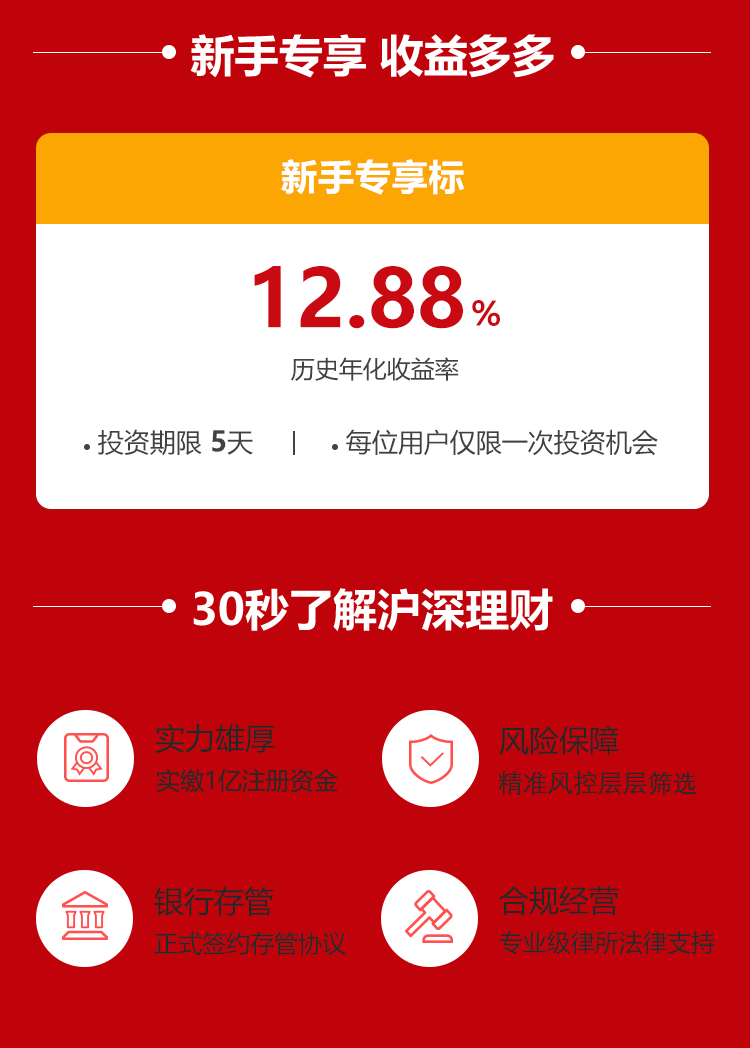 新手专享 收益多多
新手专享标
12.88%
历史年化收益率
• 投资期限 5天 | • 每位用户仅限一次投资机会
30秒了解沪深理财
实力雄厚
实缴1亿注册资金
风险保障
精准风控层层筛选
银行存管
正式签约存管协议
合规经营
专业级律所法律支持